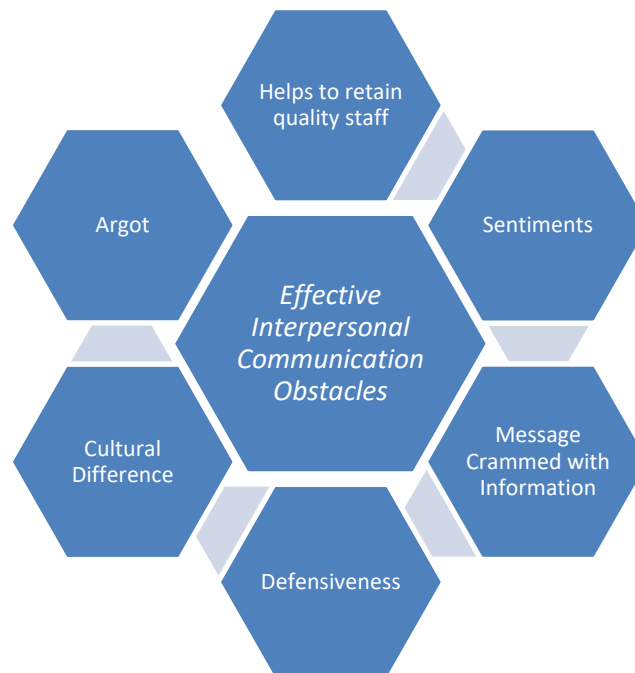 Helps to retain
quality staff
Argot
Sentiments
Effective
Interpersonal
Communication
Obstacles
Cultural
Difference
Message
Crammed with
Information
Defensiveness